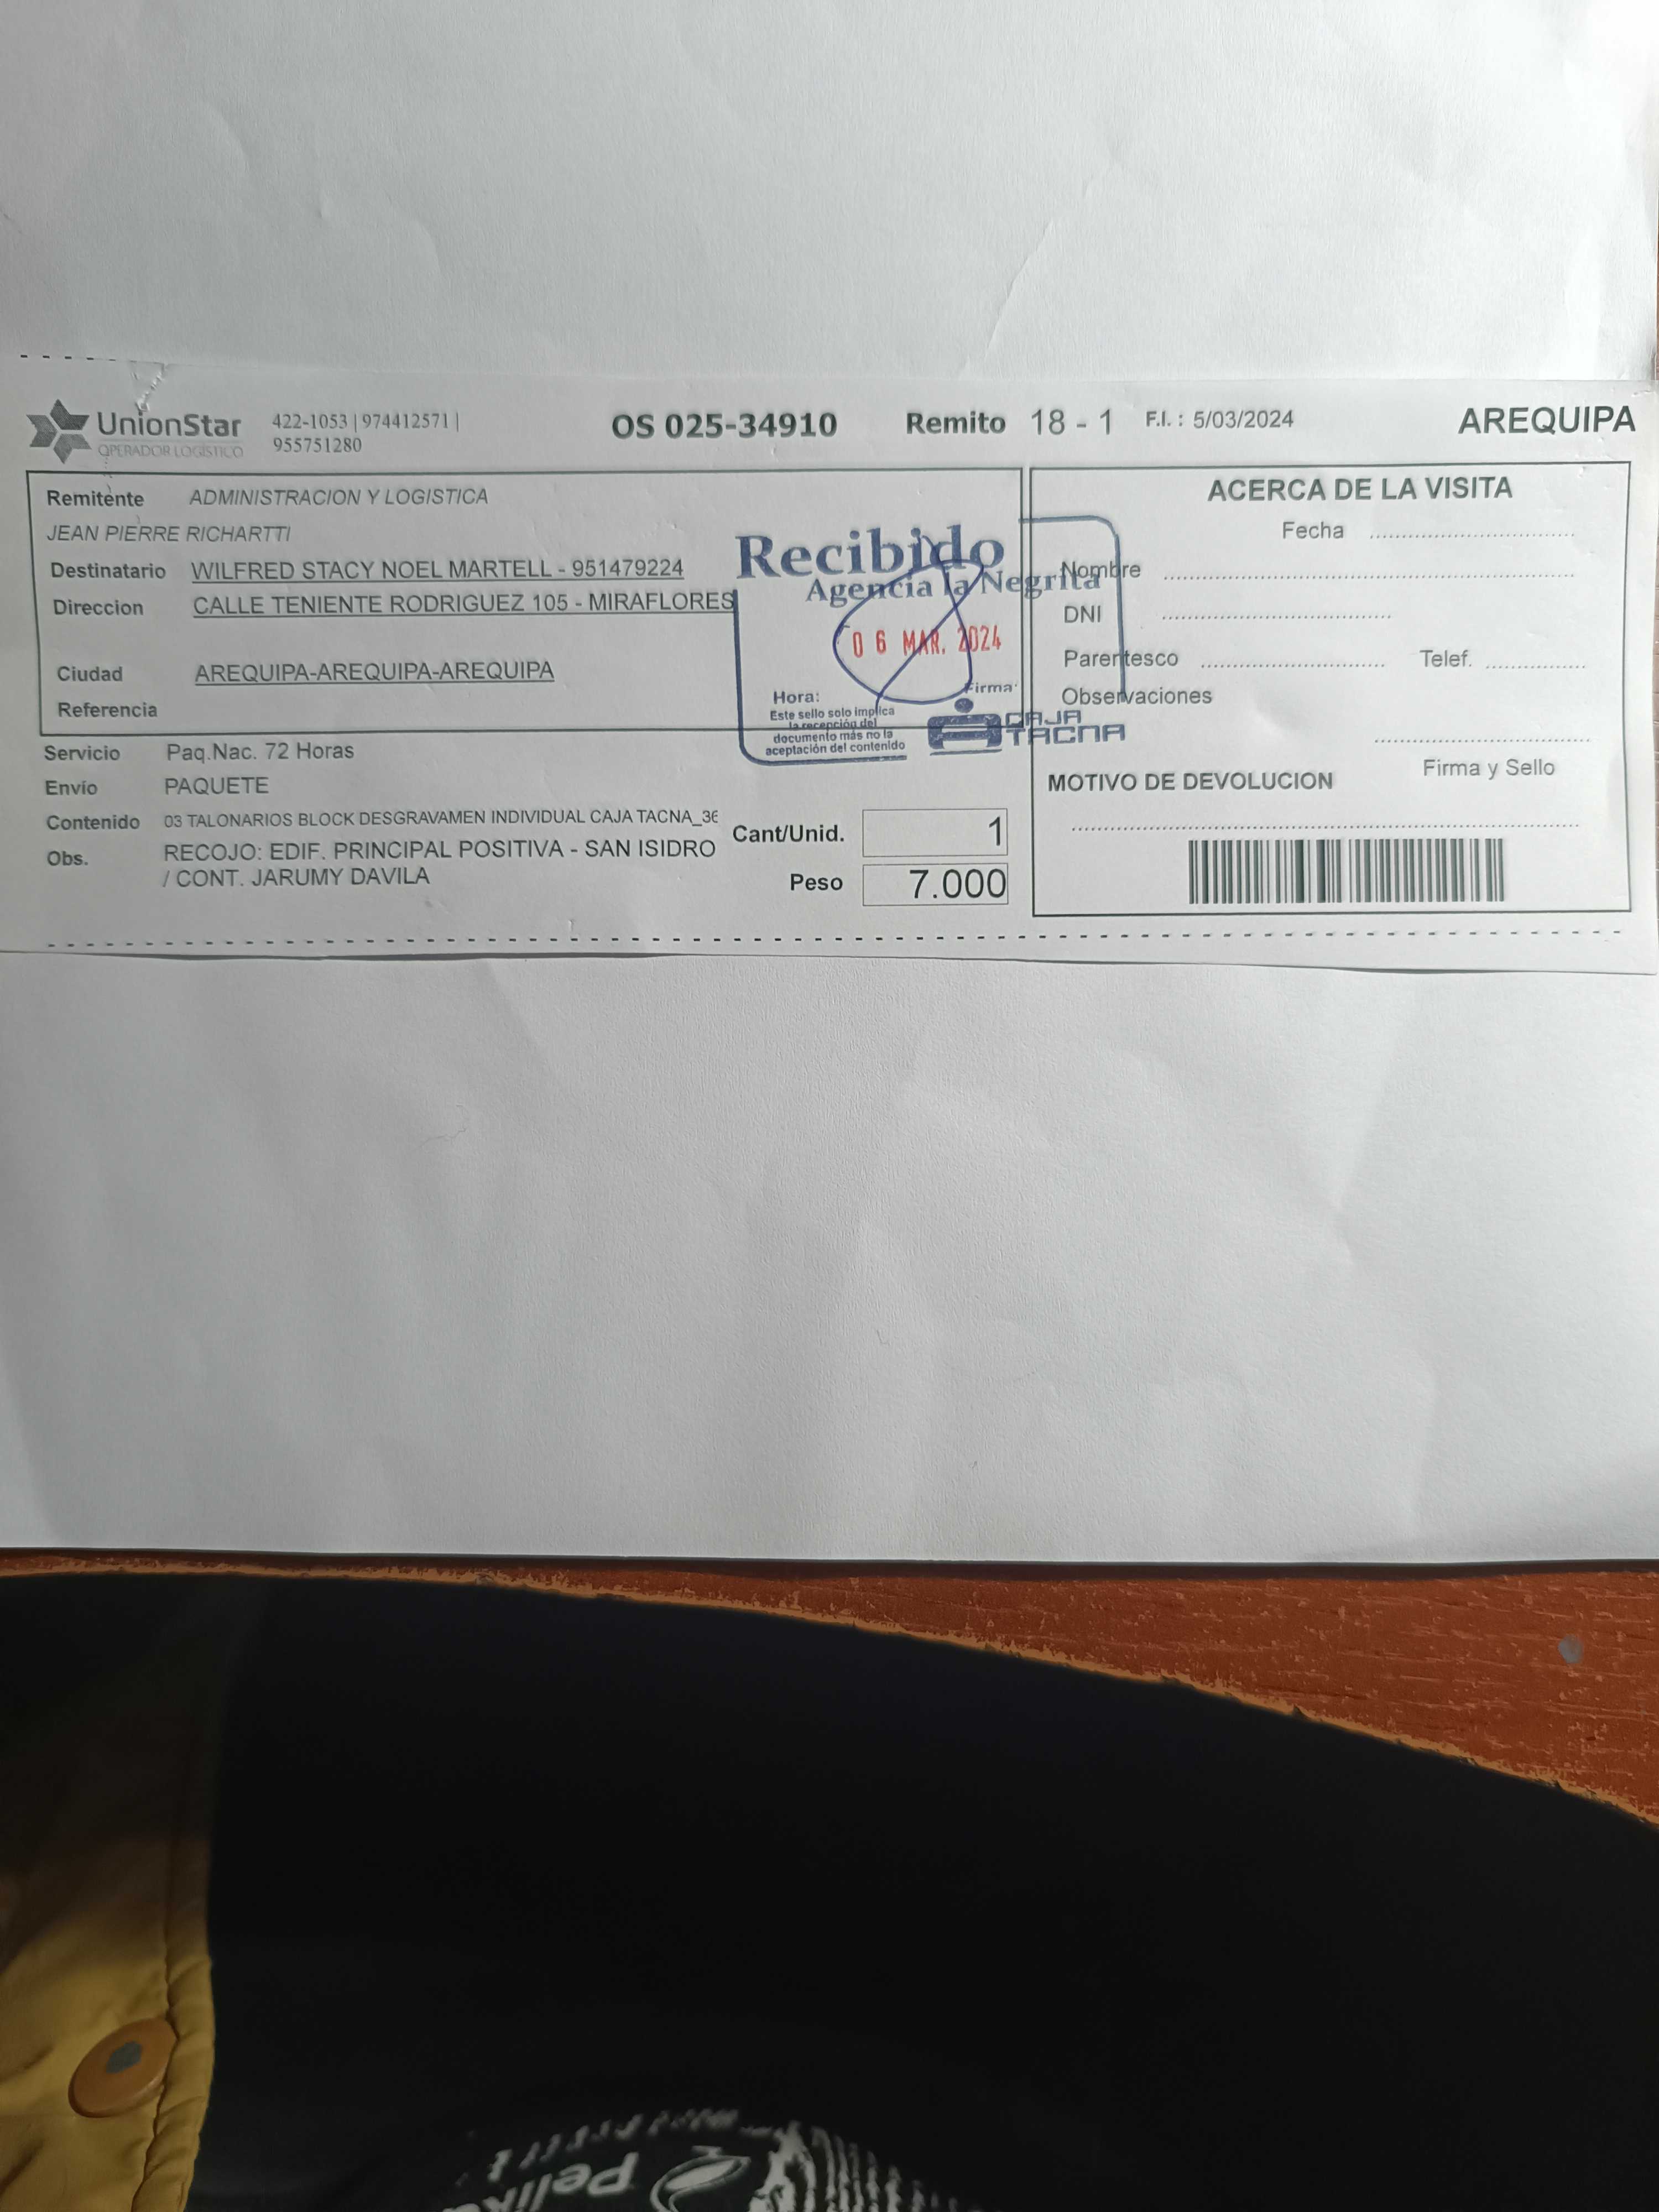 UnionStar
OPERADOR LOGÍSTICO
422-1053 | 974412571 |
955751280
OS 025-34910
Remito 18 - 1
F.I. : 5/03/2024
AREQUIPA
Remitente ADMINISTRACION Y LOGISTICA
JEAN PIERRE RICHARTTI
Destinatario WILFRED STACY NOEL MARTELL - 951479224
Direccion CALLE TENIENTE RODRIGUEZ 105 - MIRAFLORES
Ciudad AREQUIPA-AREQUIPA-AREQUIPA
Referencia
Recibido
Agencia la Negrita
06 MAR. 2024
Hora: Firma:
Este sello solo implica
la recepción del
documento más no la
aceptación del contenido
CAJA
TACNA
Servicio Paq.Nac. 72 Horas
Envío PAQUETE
Contenido 03 TALONARIOS BLOCK DESGRAVAMEN INDIVIDUAL CAJA TACNA_36
Obs. RECOJO: EDIF. PRINCIPAL POSITIVA - SAN ISIDRO
/ CONT. JARUMY DAVILA
Cant/Unid. 1
Peso 7.000
ACERCA DE LA VISITA
Fecha
Nombre
DNI
Parentesco Telef.
Observaciones
Firma y Sello
MOTIVO DE DEVOLUCION